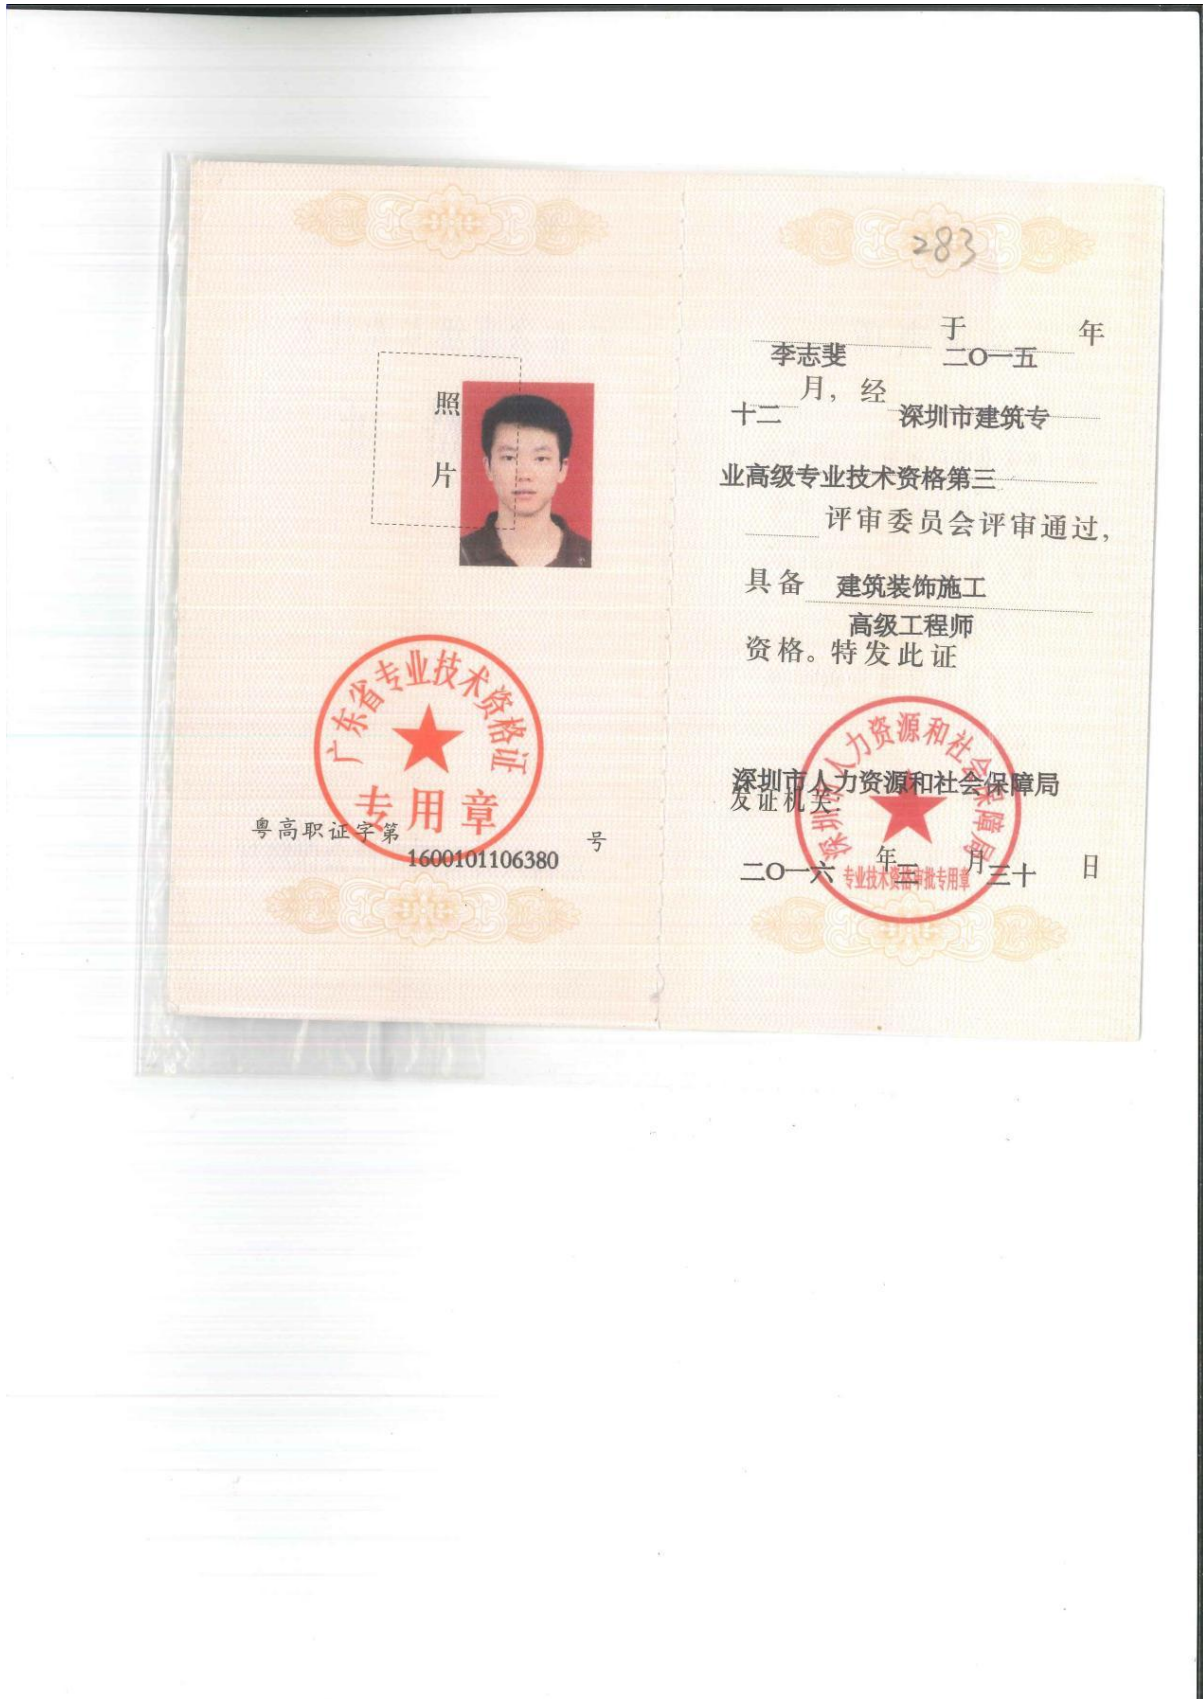 照
片
广东省专业技术资格证
专用章
粤高职证字第 1600101106380 号
283
李志斐 于 二〇一五 年
十二 月，经 深圳市建筑专
业高级专业技术资格第三
评审委员会评审通过，
具备 建筑装饰施工
高级工程师
资格。特发此证
深圳市人力资源和社会保障局
发证机关：
深圳市人力资源和社会保障局
专业技术资格审批专用章
二〇一六 年 三 月 三十 日